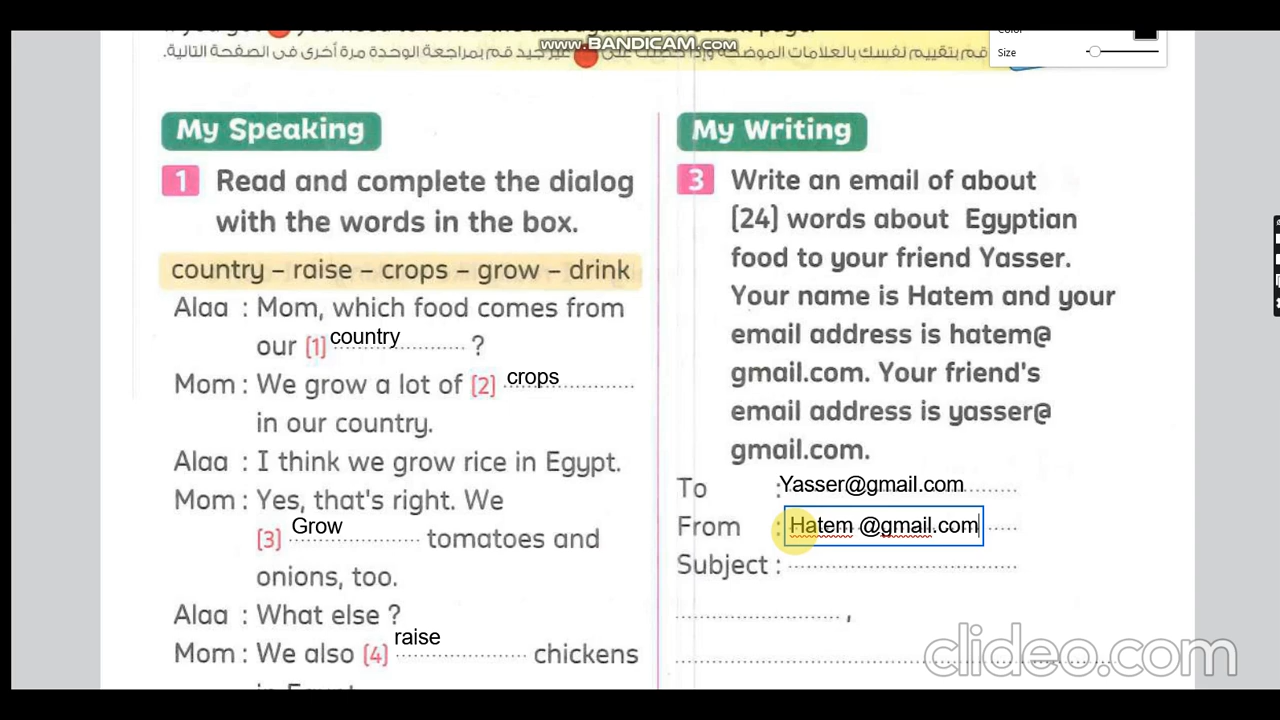 WWW.BANDICAM.COM
Size
قم بتقييم نفسك بالعلامات الموضحة وإذا حصلت على غير جيد قم بمراجعة الوحدة مرة أخرى فى الصفحة التالية.
My Speaking
1 Read and complete the dialog
with the words in the box.
country – raise – crops – grow – drink
Alaa : Mom, which food comes from
our (1) country ?
Mom : We grow a lot of (2) crops
in our country.
Alaa : I think we grow rice in Egypt.
Mom : Yes, that's right. We
(3) Grow tomatoes and
onions, too.
Alaa : What else ?
Mom : We also (4) raise chickens
My Writing
3 Write an email of about
(24) words about Egyptian
food to your friend Yasser.
Your name is Hatem and your
email address is hatem@
gmail.com. Your friend's
email address is yasser@
gmail.com.
To : Yasser@gmail.com
From : Hatem @gmail.com
Subject :
,
clideo.com